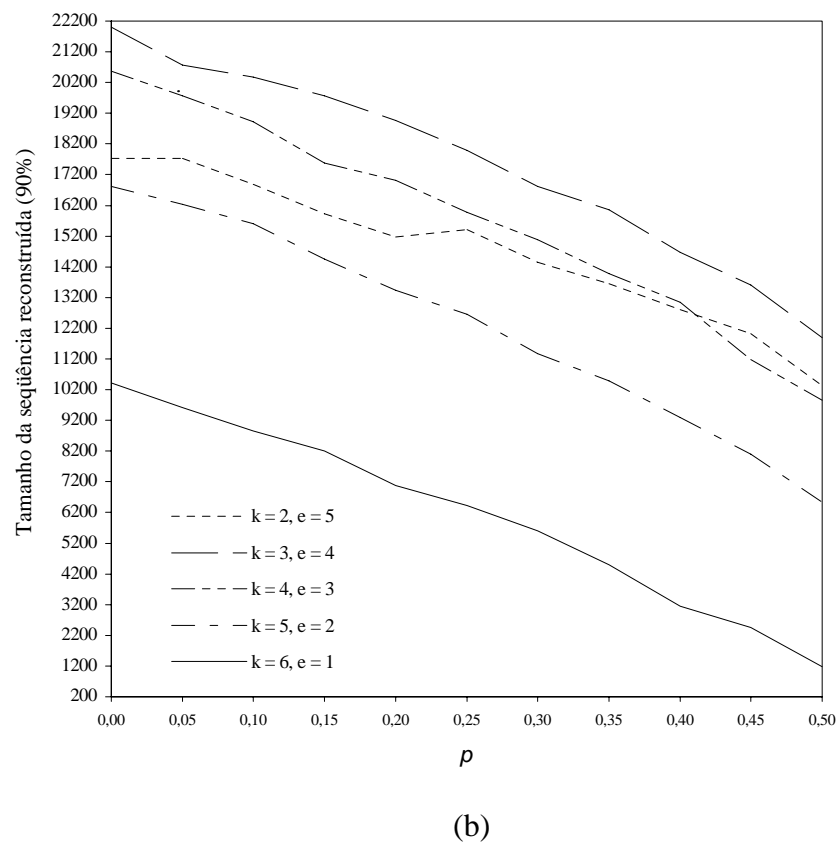 22200
21200
20200
19200
18200
17200
16200
15200
14200
13200
12200
11200
10200
9200
8200
7200
6200
5200
4200
3200
2200
1200
200
Tamanho da seqüência reconstruída (90%)
k = 2, e = 5
k = 3, e = 4
k = 4, e = 3
k = 5, e = 2
k = 6, e = 1
0,00 0,05 0,10 0,15 0,20 0,25 0,30 0,35 0,40 0,45 0,50
p
(b)